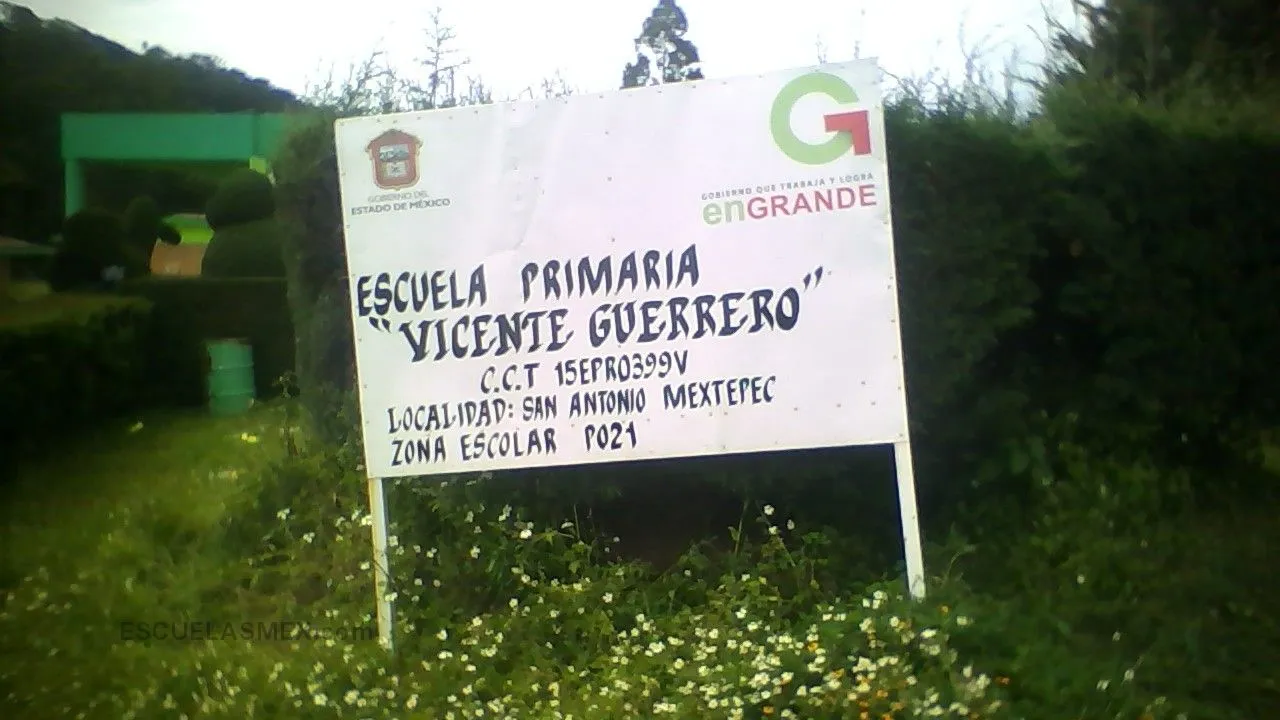 GOBIERNO DEL
ESTADO DE MÉXICO
G
GOBIERNO QUE TRABAJA Y LOGRA
enGRANDE
ESCUELA PRIMARIA
"VICENTE GUERRERO"
C.C.T 15EPR0399V
LOCALIDAD: SAN ANTONIO MEXTEPEC
ZONA ESCOLAR P021
ESCUELASMEX.com